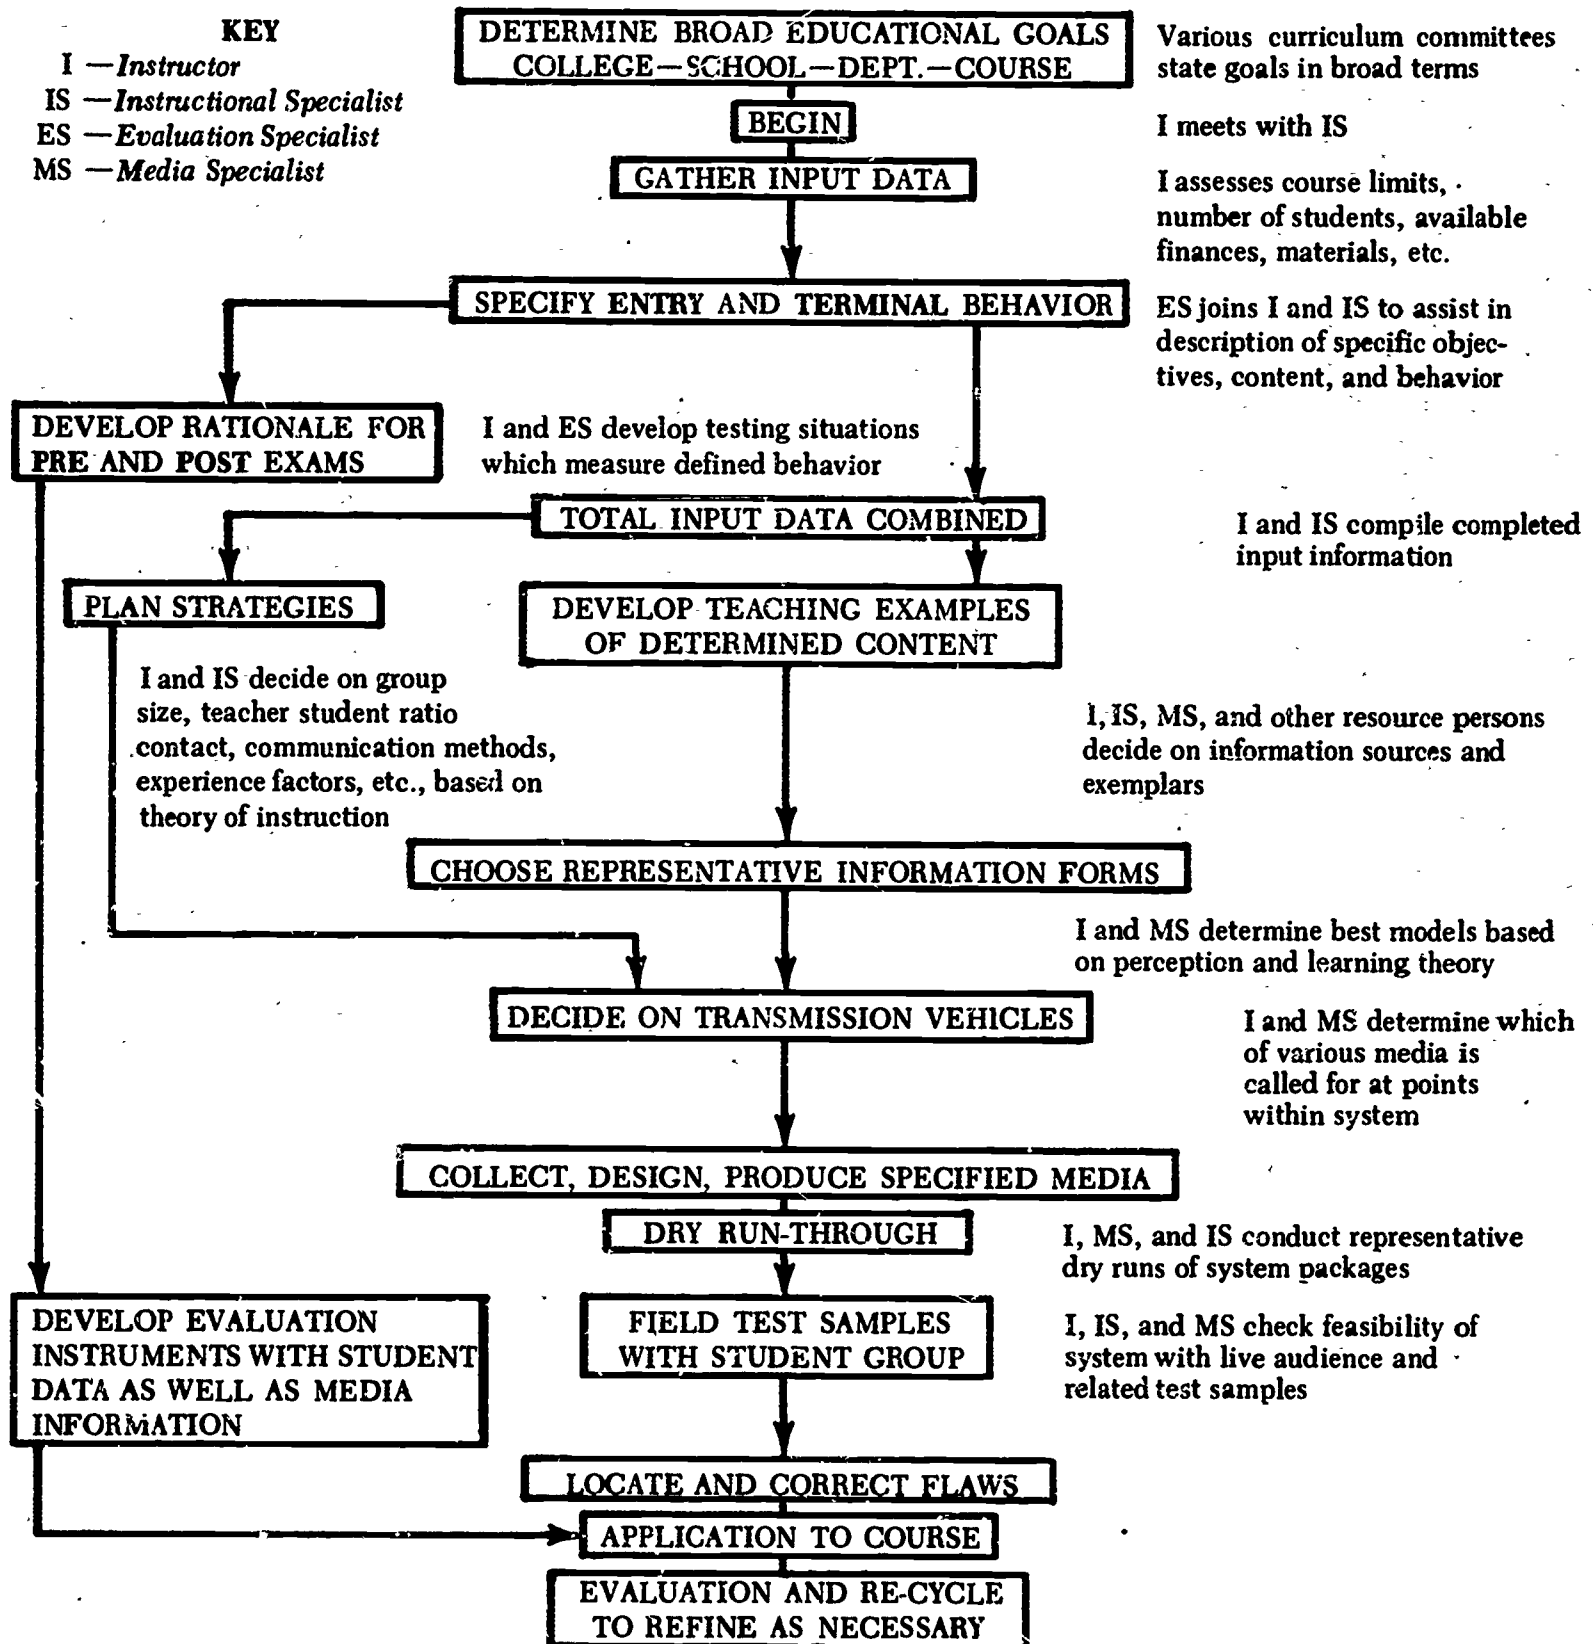 KEY
I —Instructor
IS —Instructional Specialist
ES —Evaluation Specialist
MS —Media Specialist
DETERMINE BROAD EDUCATIONAL GOALS
COLLEGE—SCHOOL—DEPT.—COURSE
Various curriculum committees
state goals in broad terms
BEGIN
I meets with IS
GATHER INPUT DATA
I assesses course limits,
number of students, available
finances, materials, etc.
SPECIFY ENTRY AND TERMINAL BEHAVIOR
ES joins I and IS to assist in
description of specific objec-
tives, content, and behavior
DEVELOP RATIONALE FOR
PRE AND POST EXAMS
I and ES develop testing situations
which measure defined behavior
TOTAL INPUT DATA COMBINED
I and IS compile completed
input information
PLAN STRATEGIES
DEVELOP TEACHING EXAMPLES
OF DETERMINED CONTENT
I and IS decide on group
size, teacher student ratio
contact, communication methods,
experience factors, etc., based on
theory of instruction
I, IS, MS, and other resource persons
decide on information sources and
exemplars
CHOOSE REPRESENTATIVE INFORMATION FORMS
I and MS determine best models based
on perception and learning theory
DECIDE ON TRANSMISSION VEHICLES
I and MS determine which
of various media is
called for at points
within system
COLLECT, DESIGN, PRODUCE SPECIFIED MEDIA
DRY RUN-THROUGH
I, MS, and IS conduct representative
dry runs of system packages
DEVELOP EVALUATION
INSTRUMENTS WITH STUDENT
DATA AS WELL AS MEDIA
INFORMATION
FIELD TEST SAMPLES
WITH STUDENT GROUP
I, IS, and MS check feasibility of
system with live audience and
related test samples
LOCATE AND CORRECT FLAWS
APPLICATION TO COURSE
EVALUATION AND RE-CYCLE
TO REFINE AS NECESSARY